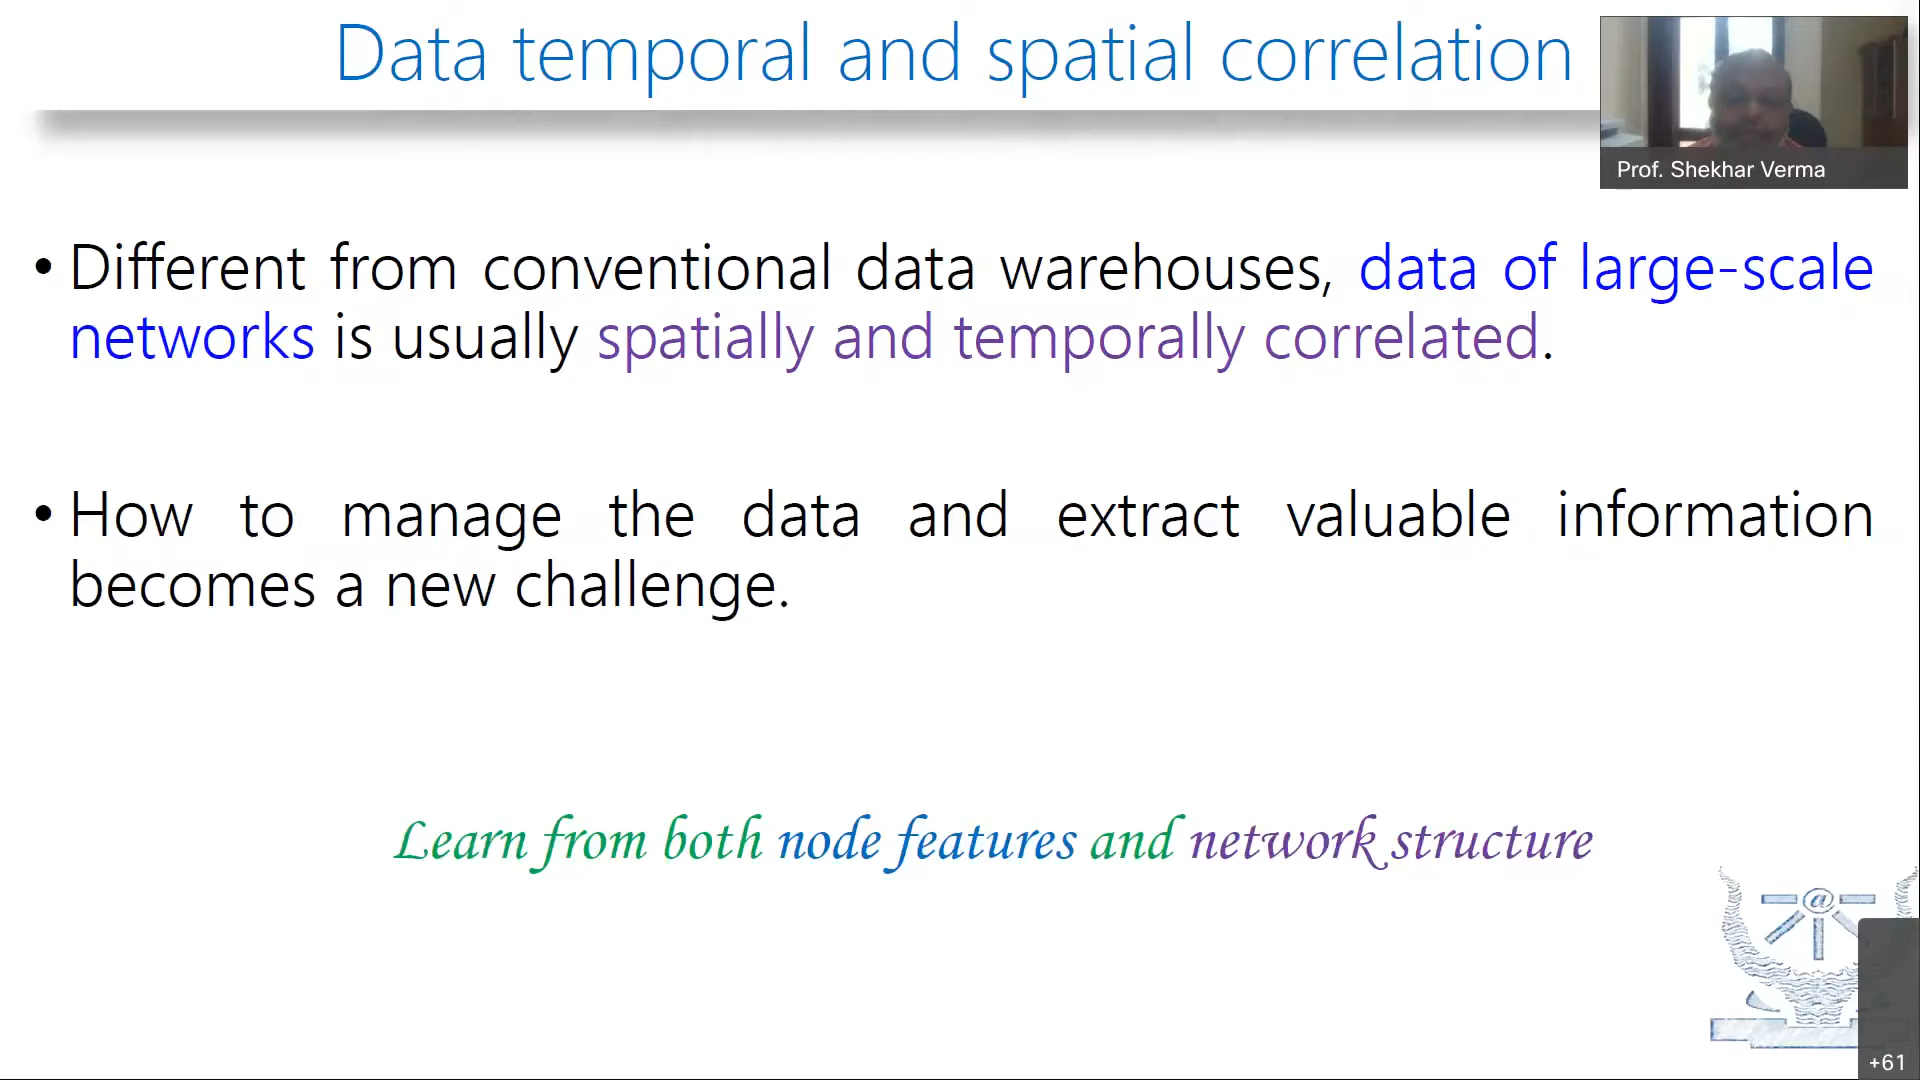 Data temporal and spatial correlation
Prof. Shekhar Verma
• Different from conventional data warehouses, data of large-scale
networks is usually spatially and temporally correlated.
• How to manage the data and extract valuable information
becomes a new challenge.
Learn from both node features and network structure
@
+61